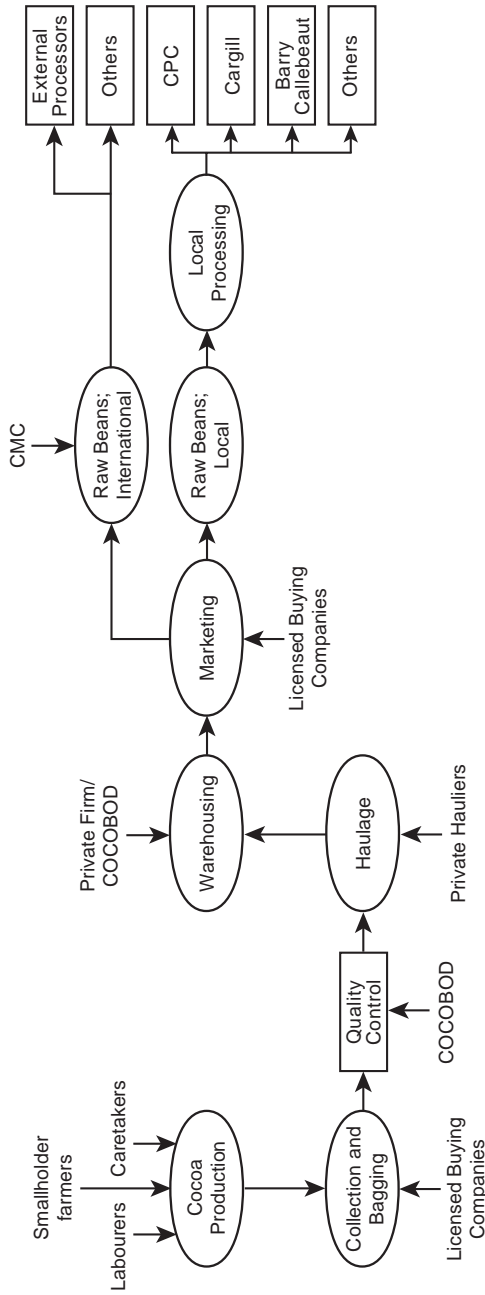 Smallholder
farmers
Labourers
Caretakers
Cocoa
Production
Collection and
Bagging
Licensed Buying
Companies
Quality
Control
COCOBOD
Haulage
Private Hauliers
Private Firm/
COCOBOD
Warehousing
Marketing
Licensed Buying
Companies
CMC
Raw Beans;
International
Raw Beans;
Local
Local
Processing
External
Processors
Others
CPC
Cargill
Barry
Callebeaut
Others